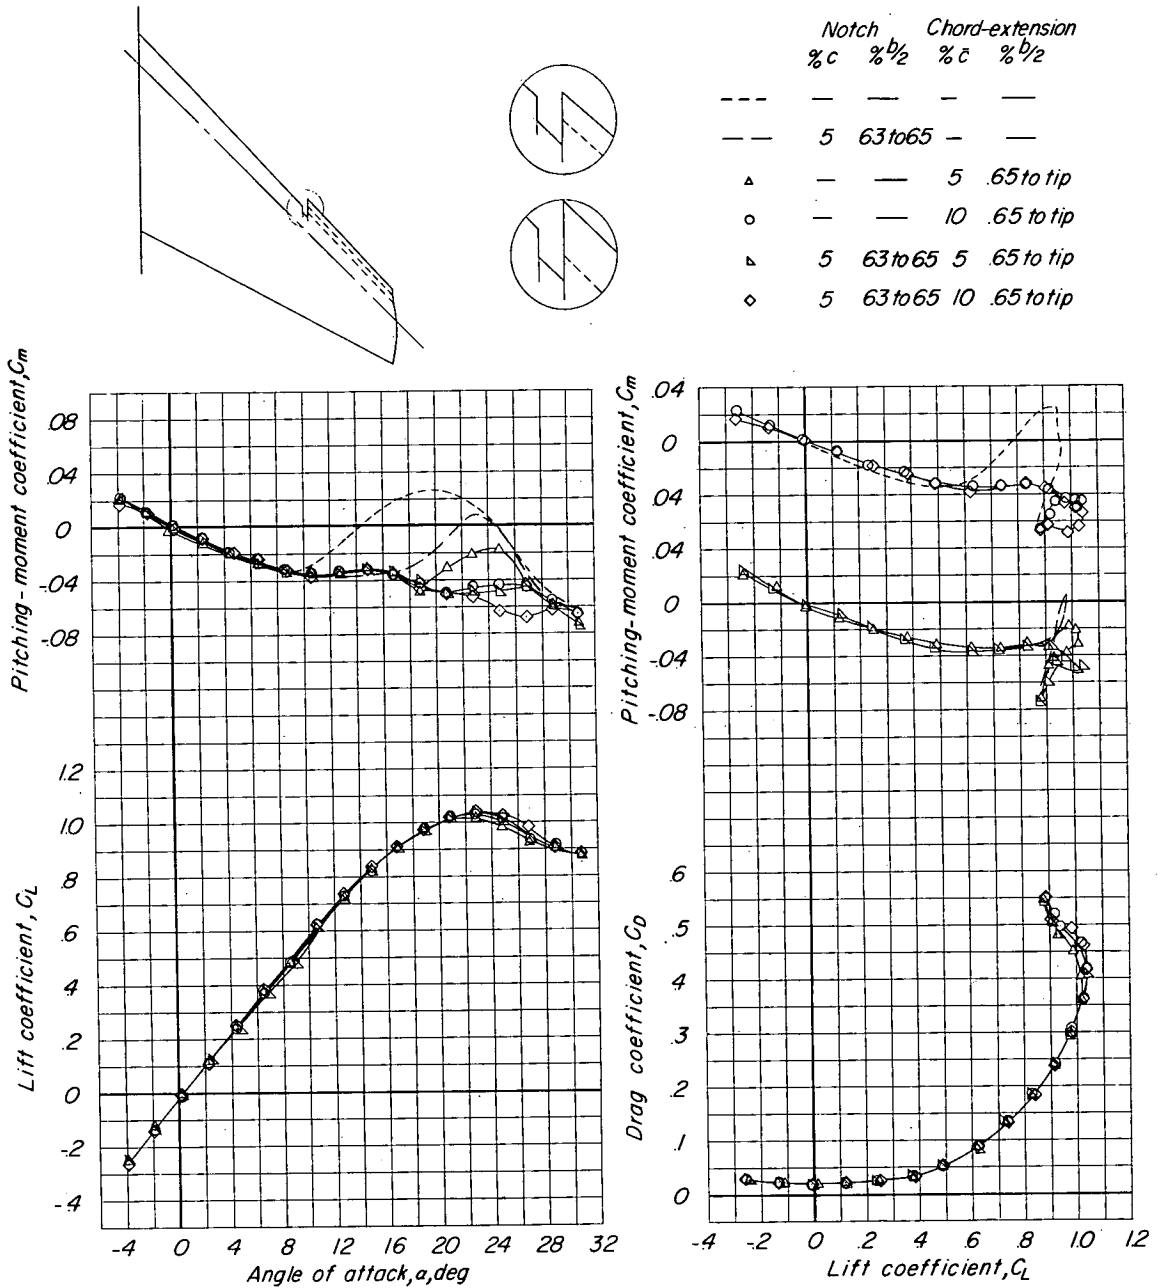 Notch Chord-extension
%c %b/2 %c̄ %b/2
– — – —
5 63 to 65 – —
– — 5 .65 to tip
– — 10 .65 to tip
5 63 to 65 5 .65 to tip
5 63 to 65 10 .65 to tip
Pitching-moment coefficient, Cm
.08
.04
0
-.04
-.08
Lift coefficient, CL
1.2
1.0
.8
.6
.4
.2
0
-.2
-.4
-4 0 4 8 12 16 20 24 28 32
Angle of attack, α, deg
Pitching-moment coefficient, Cm
.04
0
.04
.04
0
-.04
-.08
Drag coefficient, CD
.6
.5
.4
.3
.2
.1
0
-.4 -.2 0 .2 .4 .6 .8 1.0 1.2
Lift coefficient, CL